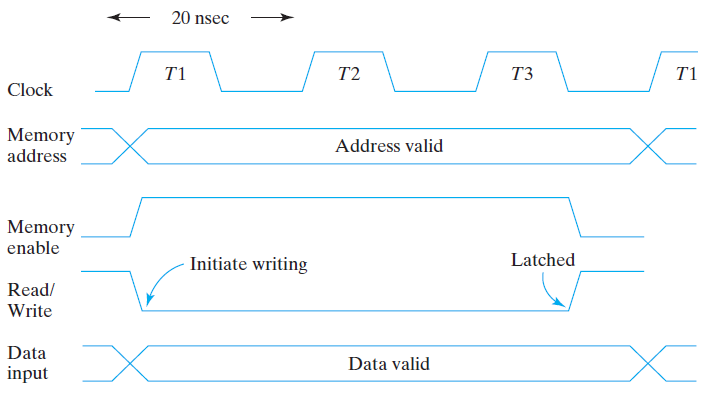 20 nsec
T1
T2
T3
T1
Clock
Memory
address
Address valid
Memory
enable
Initiate writing
Latched
Read/
Write
Data
input
Data valid